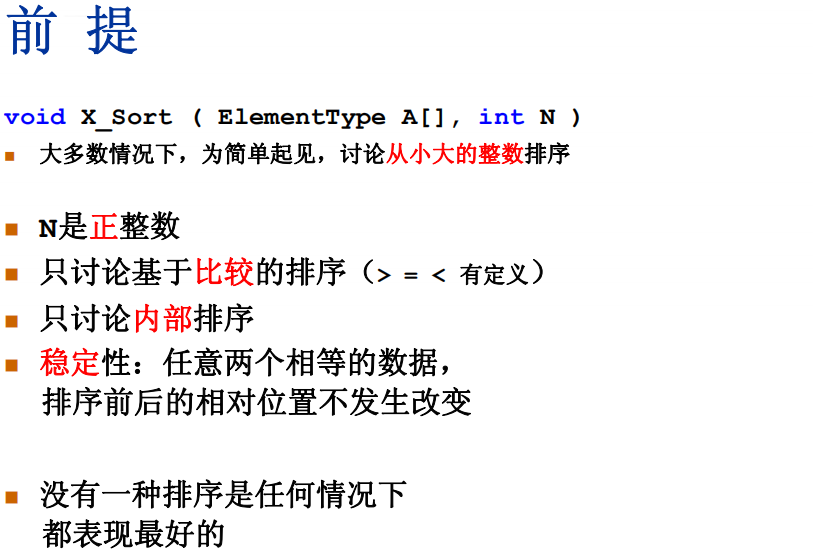 前 提
void X_Sort ( ElementType A[], int N )
大多数情况下，为简单起见，讨论从小大的整数排序
N是正整数
只讨论基于比较的排序（> = < 有定义）
只讨论内部排序
稳定性：任意两个相等的数据，
排序前后的相对位置不发生改变
没有一种排序是任何情况下
都表现最好的